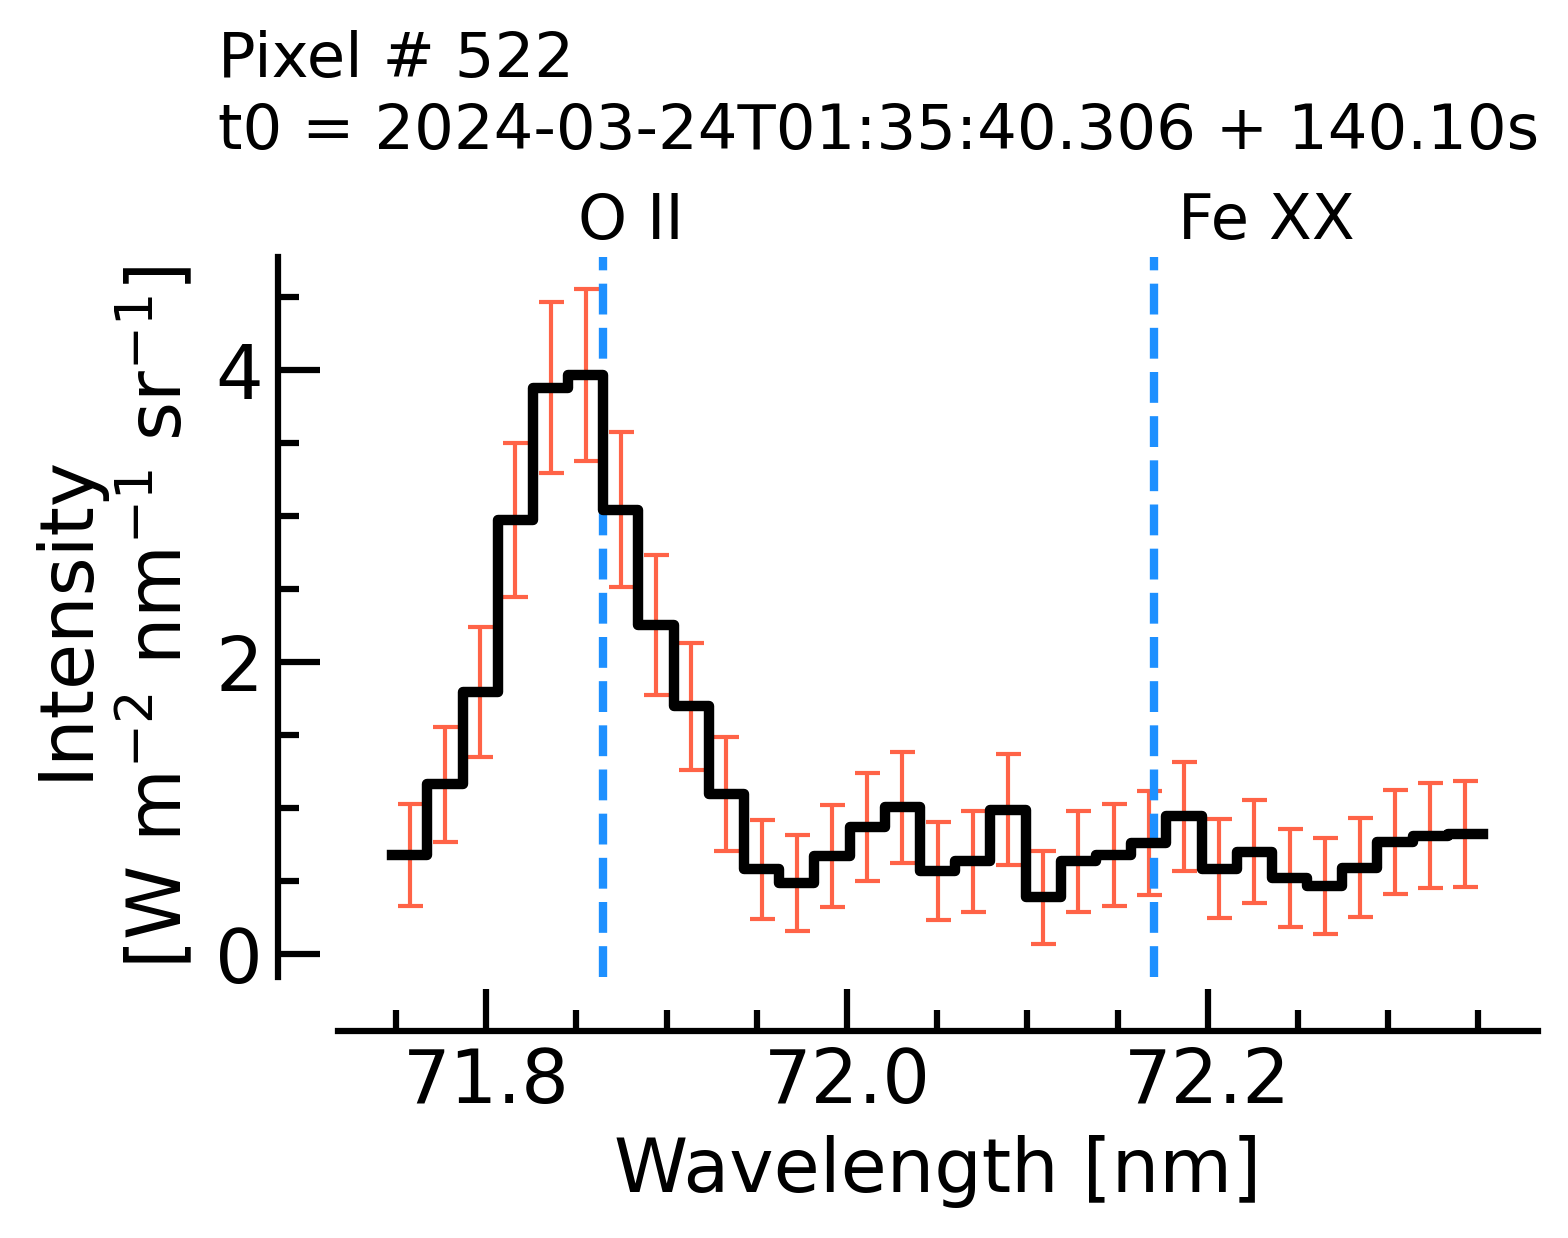 Pixel # 522
t0 = 2024-03-24T01:35:40.306 + 140.10s
O II
Fe XX
Intensity
[W m⁻² nm⁻¹ sr⁻¹]
4
2
0
71.8
72.0
72.2
Wavelength [nm]